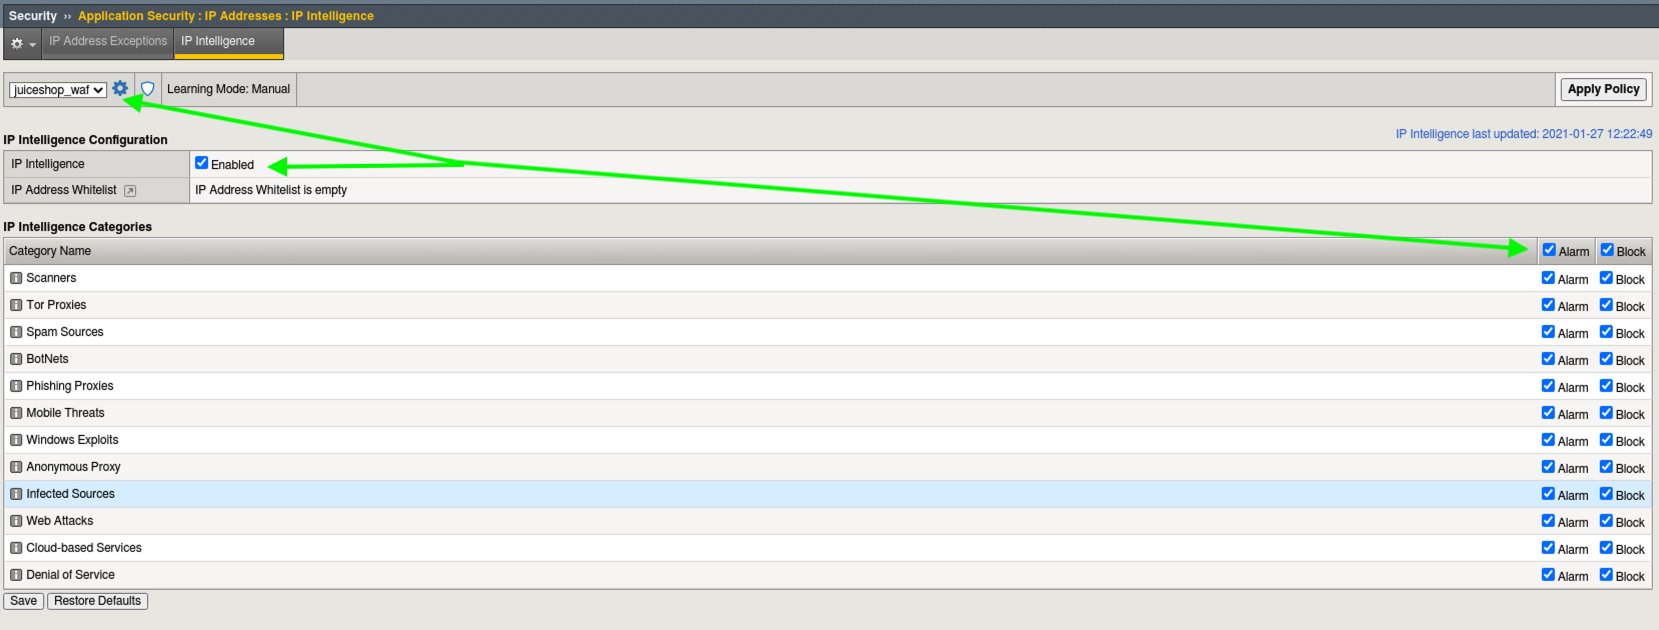 Security ›› Application Security : IP Addresses : IP Intelligence
IP Address Exceptions IP Intelligence
juiceshop_waf Learning Mode: Manual Apply Policy
IP Intelligence last updated: 2021-01-27 12:22:49
IP Intelligence Configuration
IP Intelligence Enabled
IP Address Whitelist IP Address Whitelist is empty
IP Intelligence Categories
Category Name Alarm Block
Scanners Alarm Block
Tor Proxies Alarm Block
Spam Sources Alarm Block
BotNets Alarm Block
Phishing Proxies Alarm Block
Mobile Threats Alarm Block
Windows Exploits Alarm Block
Anonymous Proxy Alarm Block
Infected Sources Alarm Block
Web Attacks Alarm Block
Cloud-based Services Alarm Block
Denial of Service Alarm Block
Save Restore Defaults